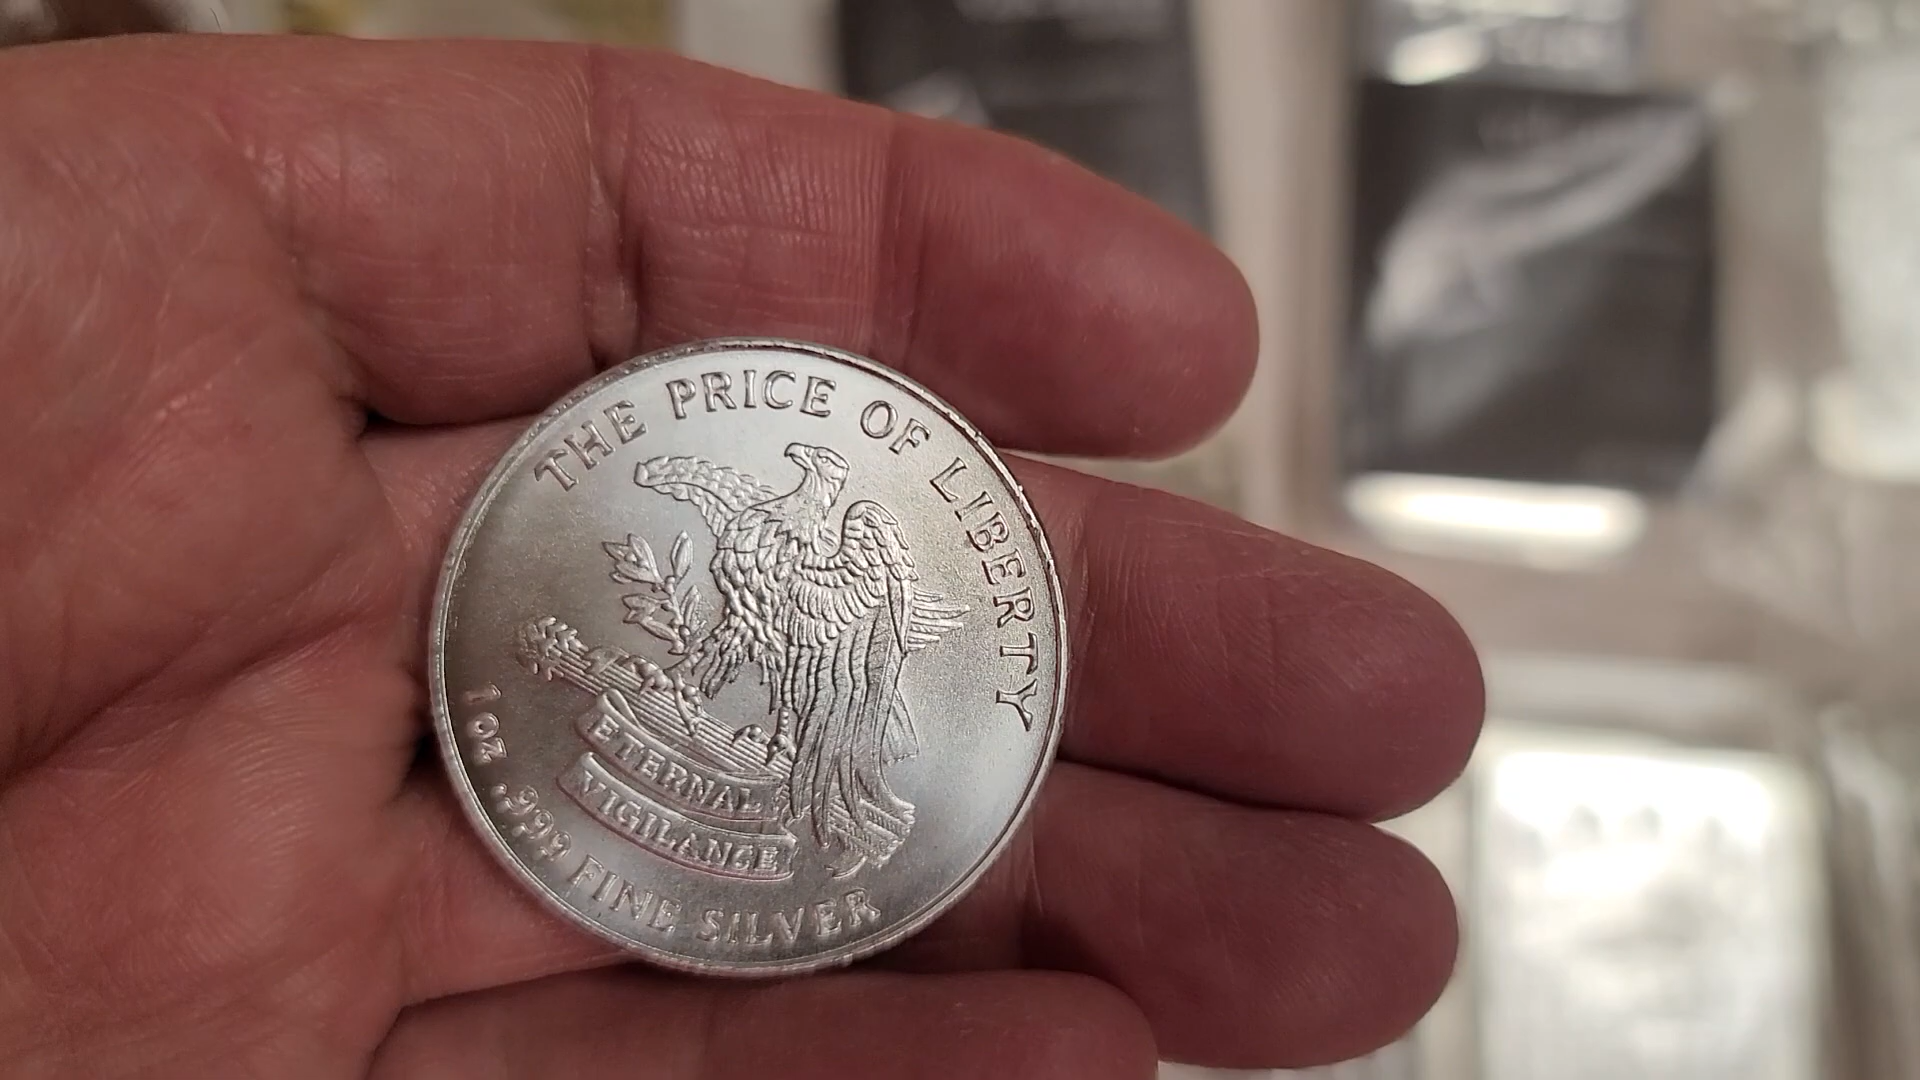 THE PRICE OF LIBERTY
ETERNAL
VIGILANCE
1 OZ .999 FINE SILVER